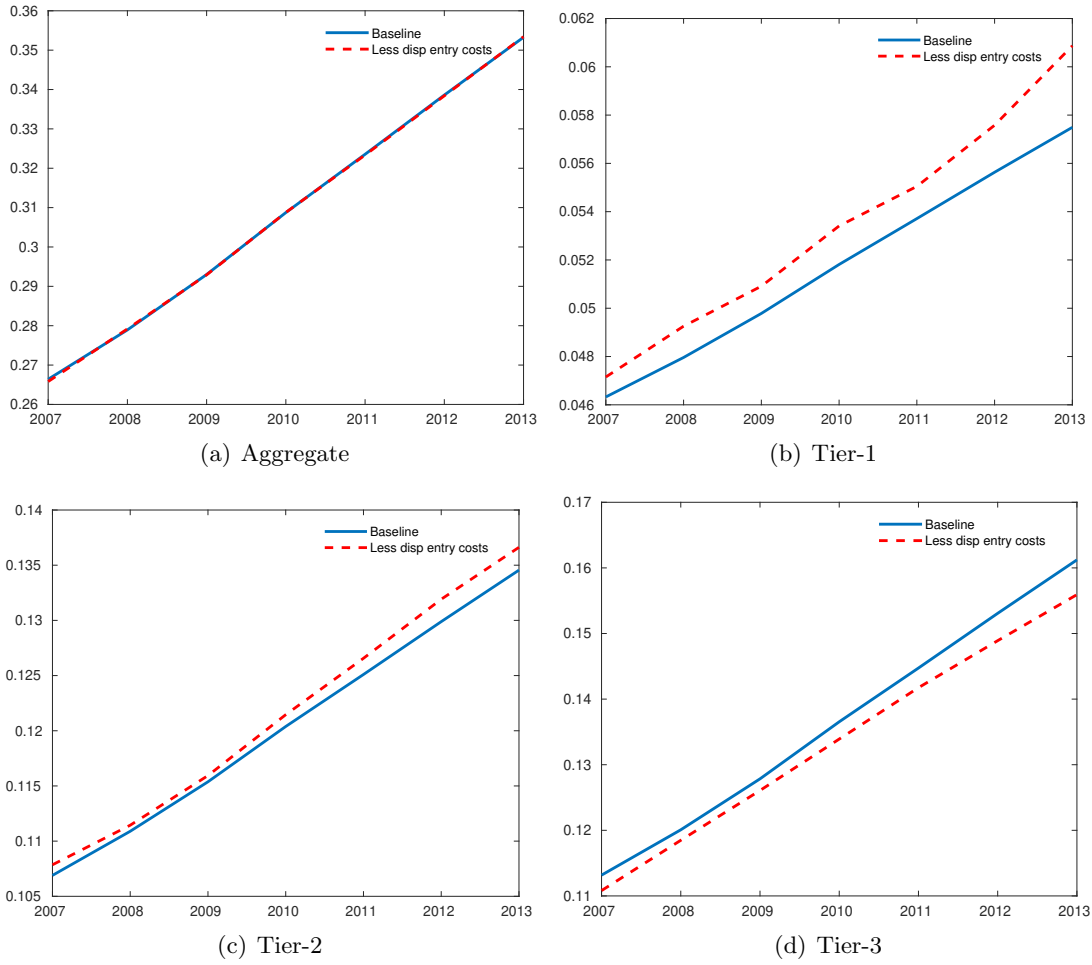 0.36
0.35
0.34
0.33
0.32
0.31
0.3
0.29
0.28
0.27
0.26
Baseline
Less disp entry costs
2007 2008 2009 2010 2011 2012 2013
(a) Aggregate
0.062
0.06
0.058
0.056
0.054
0.052
0.05
0.048
0.046
Baseline
Less disp entry costs
2007 2008 2009 2010 2011 2012 2013
(b) Tier-1
0.14
0.135
0.13
0.125
0.12
0.115
0.11
0.105
Baseline
Less disp entry costs
2007 2008 2009 2010 2011 2012 2013
(c) Tier-2
0.17
0.16
0.15
0.14
0.13
0.12
0.11
Baseline
Less disp entry costs
2007 2008 2009 2010 2011 2012 2013
(d) Tier-3